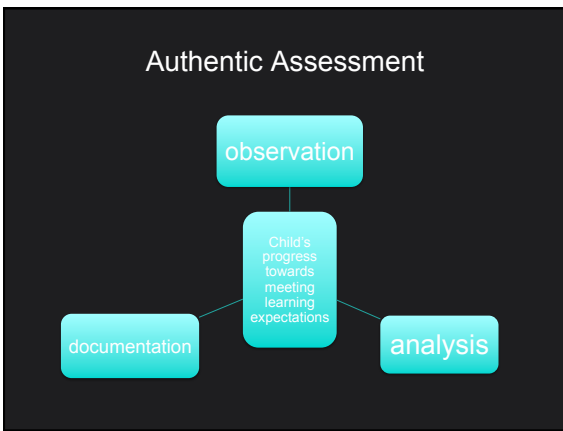 Authentic Assessment
observation
Child's
progress
towards
meeting
learning
expectations
documentation
analysis